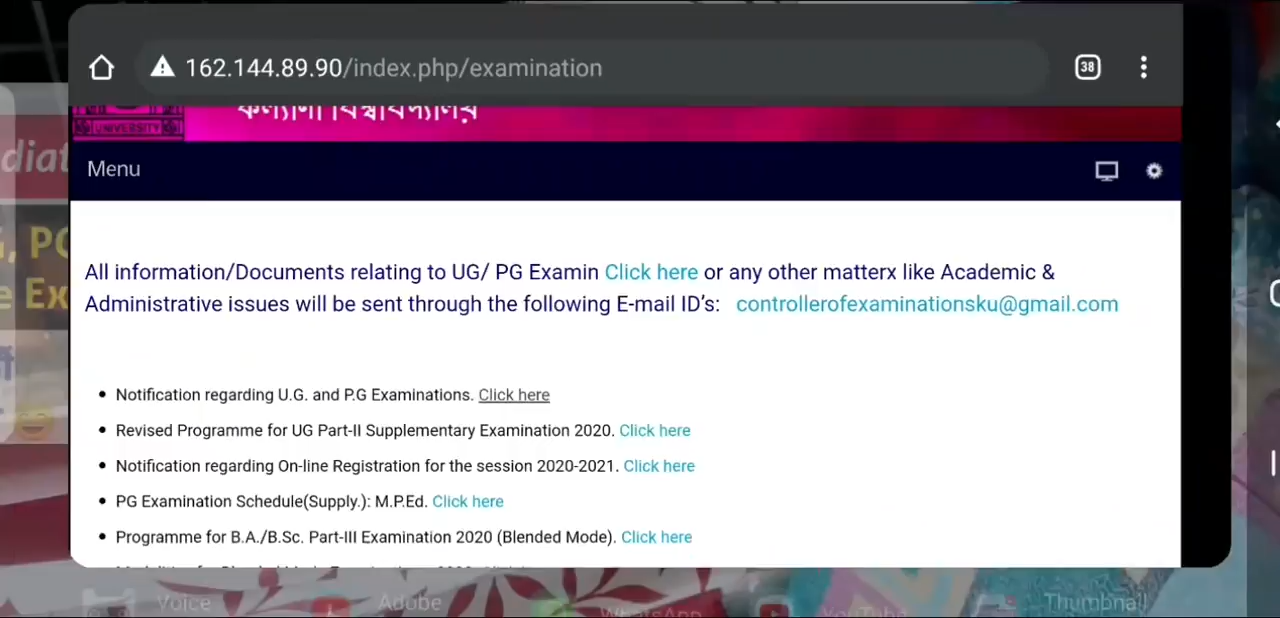 162.144.89.90/index.php/examination
38
কল্যাণী বিশ্ববিদ্যালয়
UNIVERSITY
Menu
All information/Documents relating to UG/ PG Examin Click here or any other matterx like Academic &
Administrative issues will be sent through the following E-mail ID's: controllerofexaminationsku@gmail.com
Notification regarding U.G. and P.G Examinations. Click here
Revised Programme for UG Part-II Supplementary Examination 2020. Click here
Notification regarding On-line Registration for the session 2020-2021. Click here
PG Examination Schedule(Supply.): M.P.Ed. Click here
Programme for B.A./B.Sc. Part-III Examination 2020 (Blended Mode). Click here
Voice
Adobe
WhatsApp
YouTube
Thumbnail